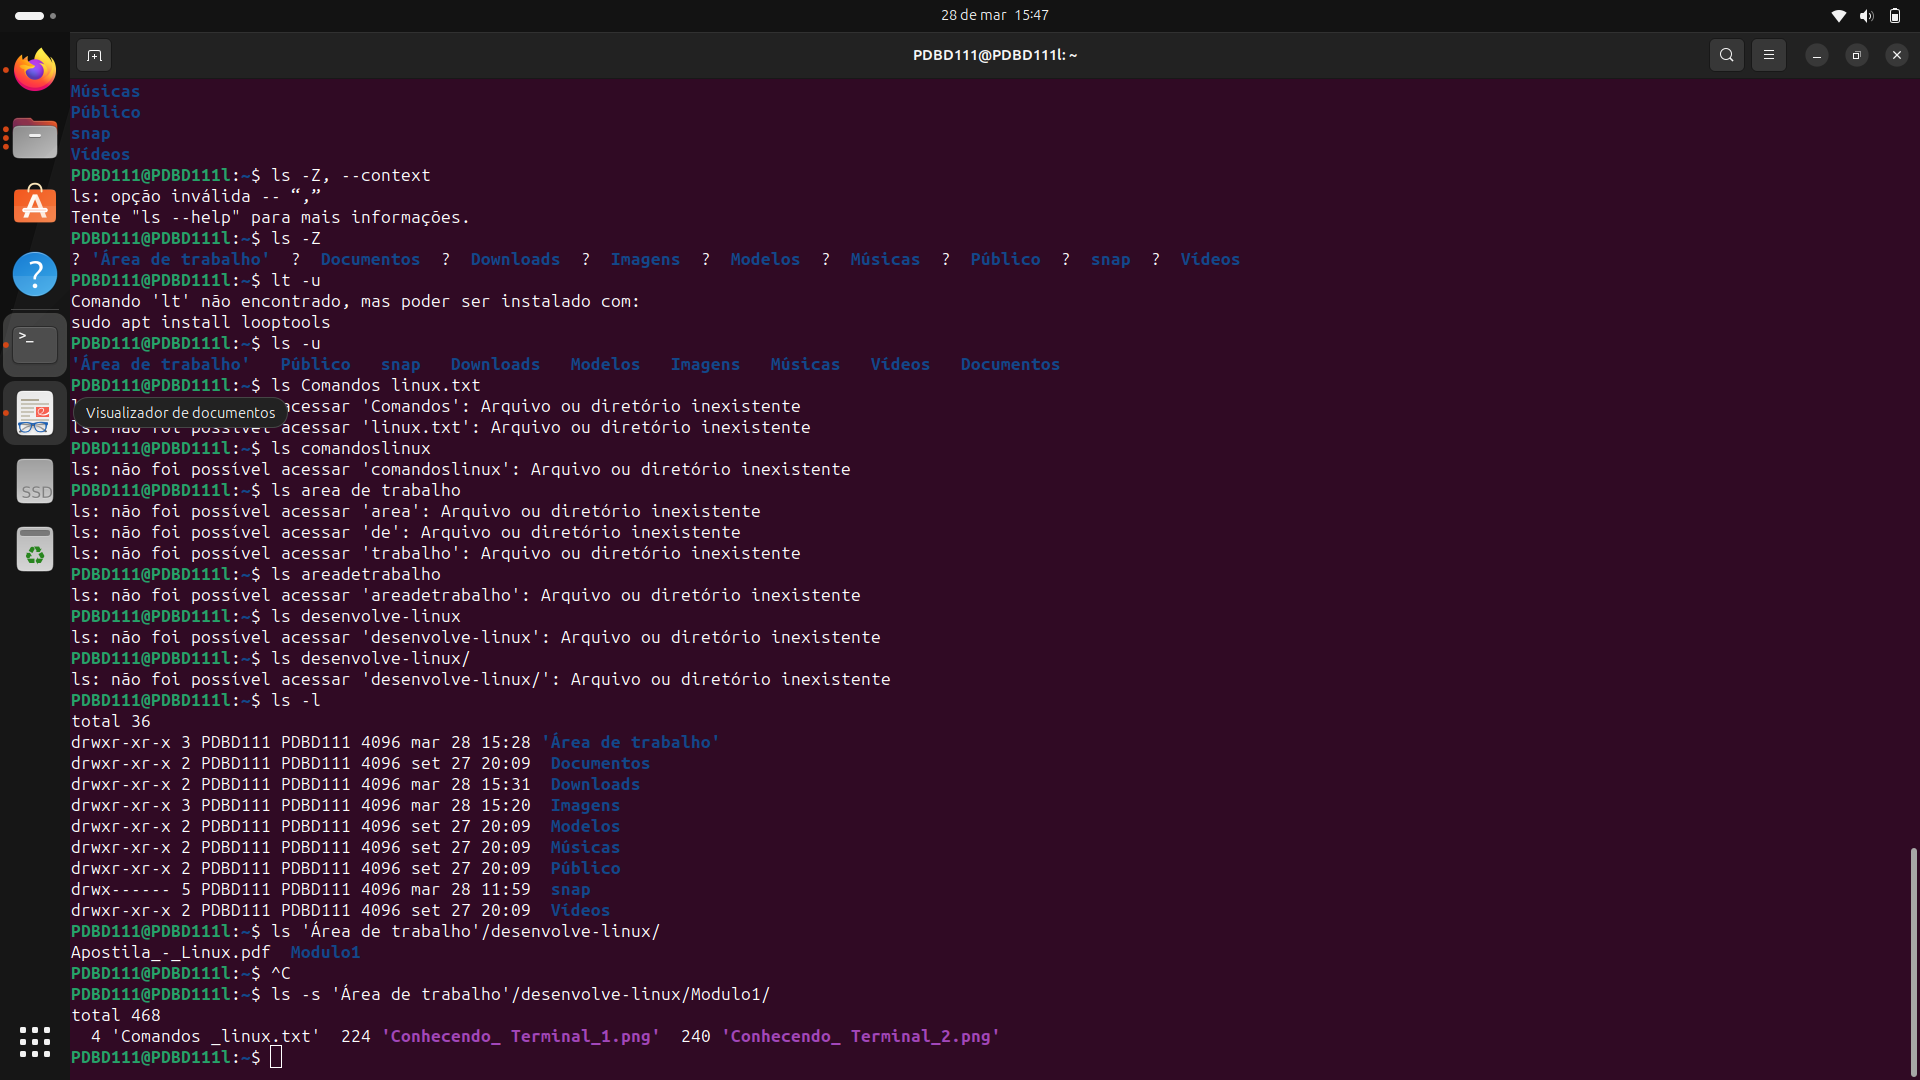 28 de mar 15:47
PDBD111@PDBD111l: ~
Músicas
Público
snap
Vídeos
PDBD111@PDBD111l:~$ ls -Z, --context
ls: opção inválida -- “,”
Tente "ls --help" para mais informações.
PDBD111@PDBD111l:~$ ls -Z
? 'Área de trabalho'  ?  Documentos  ?  Downloads  ?  Imagens  ?  Modelos  ?  Músicas  ?  Público  ?  snap  ?  Vídeos
PDBD111@PDBD111l:~$ lt -u
Comando 'lt' não encontrado, mas poder ser instalado com:
sudo apt install looptools
PDBD111@PDBD111l:~$ ls -u
'Área de trabalho'   Público   snap   Downloads   Modelos   Imagens   Músicas   Vídeos   Documentos
PDBD111@PDBD111l:~$ ls Comandos linux.txt
acessar 'Comandos': Arquivo ou diretório inexistente
Visualizador de documentos
ls: não foi possível acessar 'linux.txt': Arquivo ou diretório inexistente
PDBD111@PDBD111l:~$ ls comandoslinux
ls: não foi possível acessar 'comandoslinux': Arquivo ou diretório inexistente
PDBD111@PDBD111l:~$ ls area de trabalho
ls: não foi possível acessar 'area': Arquivo ou diretório inexistente
ls: não foi possível acessar 'de': Arquivo ou diretório inexistente
ls: não foi possível acessar 'trabalho': Arquivo ou diretório inexistente
PDBD111@PDBD111l:~$ ls areadetrabalho
ls: não foi possível acessar 'areadetrabalho': Arquivo ou diretório inexistente
PDBD111@PDBD111l:~$ ls desenvolve-linux
ls: não foi possível acessar 'desenvolve-linux': Arquivo ou diretório inexistente
PDBD111@PDBD111l:~$ ls desenvolve-linux/
ls: não foi possível acessar 'desenvolve-linux/': Arquivo ou diretório inexistente
PDBD111@PDBD111l:~$ ls -l
total 36
drwxr-xr-x 3 PDBD111 PDBD111 4096 mar 28 15:28 'Área de trabalho'
drwxr-xr-x 2 PDBD111 PDBD111 4096 set 27 20:09  Documentos
drwxr-xr-x 2 PDBD111 PDBD111 4096 mar 28 15:31  Downloads
drwxr-xr-x 3 PDBD111 PDBD111 4096 mar 28 15:20  Imagens
drwxr-xr-x 2 PDBD111 PDBD111 4096 set 27 20:09  Modelos
drwxr-xr-x 2 PDBD111 PDBD111 4096 set 27 20:09  Músicas
drwxr-xr-x 2 PDBD111 PDBD111 4096 set 27 20:09  Público
drwx------ 5 PDBD111 PDBD111 4096 mar 28 11:59  snap
drwxr-xr-x 2 PDBD111 PDBD111 4096 set 27 20:09  Vídeos
PDBD111@PDBD111l:~$ ls 'Área de trabalho'/desenvolve-linux/
Apostila_-_Linux.pdf  Modulo1
PDBD111@PDBD111l:~$ ^C
PDBD111@PDBD111l:~$ ls -s 'Área de trabalho'/desenvolve-linux/Modulo1/
total 468
  4 'Comandos _linux.txt'  224 'Conhecendo_ Terminal_1.png'  240 'Conhecendo_ Terminal_2.png'
PDBD111@PDBD111l:~$
SSD